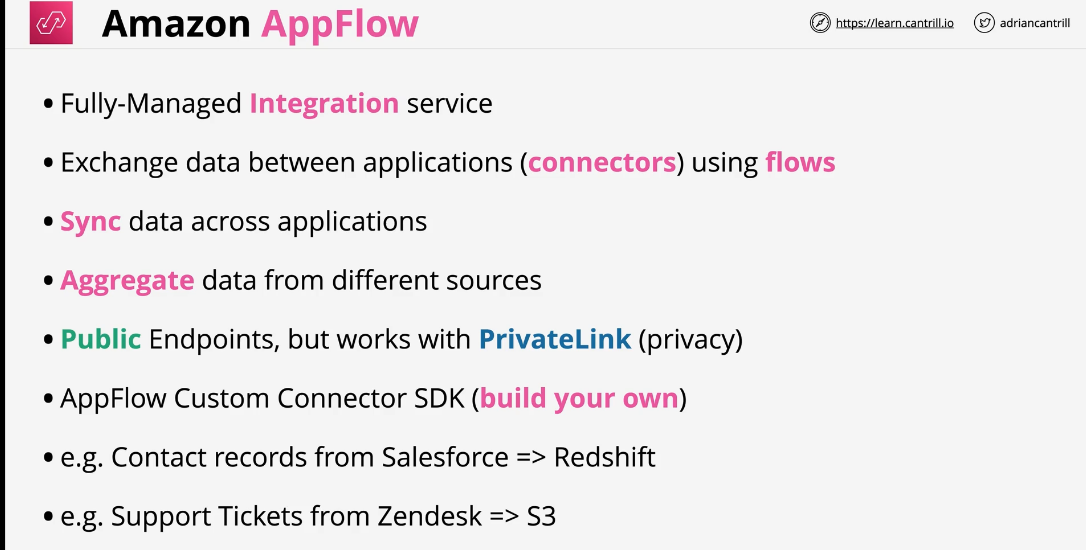 Amazon AppFlow
https://learn.cantrill.io
adriancantrill
• Fully-Managed Integration service
• Exchange data between applications (connectors) using flows
• Sync data across applications
• Aggregate data from different sources
• Public Endpoints, but works with PrivateLink (privacy)
• AppFlow Custom Connector SDK (build your own)
• e.g. Contact records from Salesforce => Redshift
• e.g. Support Tickets from Zendesk => S3